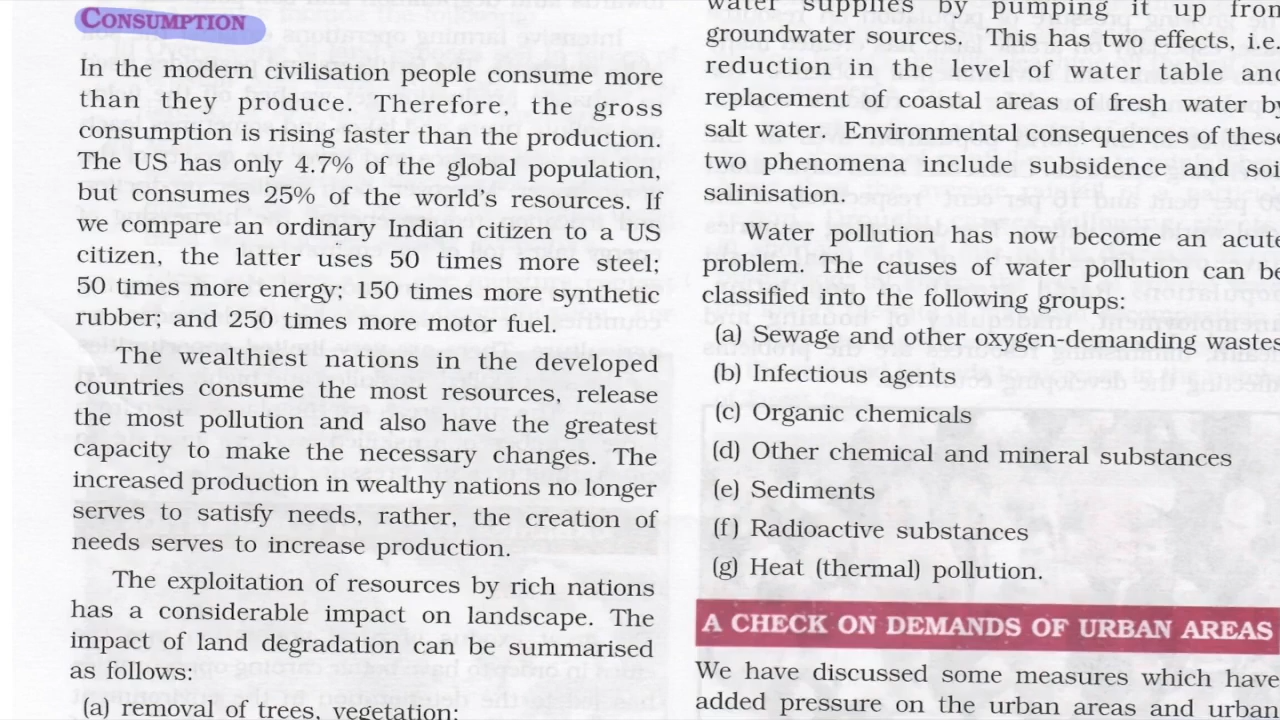 CONSUMPTION
In the modern civilisation people consume more
than they produce. Therefore, the gross
consumption is rising faster than the production.
The US has only 4.7% of the global population,
but consumes 25% of the world's resources. If
we compare an ordinary Indian citizen to a US
citizen, the latter uses 50 times more steel;
50 times more energy; 150 times more synthetic
rubber; and 250 times more motor fuel.
The wealthiest nations in the developed
countries consume the most resources, release
the most pollution and also have the greatest
capacity to make the necessary changes. The
increased production in wealthy nations no longer
serves to satisfy needs, rather, the creation of
needs serves to increase production.
The exploitation of resources by rich nations
has a considerable impact on landscape. The
impact of land degradation can be summarised
as follows:
(a) removal of trees, vegetation;
water supplies by pumping it up from
groundwater sources. This has two effects, i.e.
reduction in the level of water table and
replacement of coastal areas of fresh water by
salt water. Environmental consequences of these
two phenomena include subsidence and soi
salinisation.
Water pollution has now become an acute
problem. The causes of water pollution can be
classified into the following groups:
(a) Sewage and other oxygen-demanding wastes
(b) Infectious agents
(c) Organic chemicals
(d) Other chemical and mineral substances
(e) Sediments
(f) Radioactive substances
(g) Heat (thermal) pollution.
A CHECK ON DEMANDS OF URBAN AREAS
We have discussed some measures which have
added pressure on the urban areas and urban